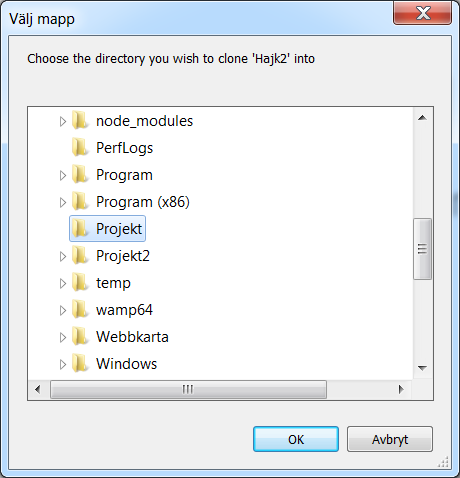 Välj mapp
Choose the directory you wish to clone 'Hajk2' into
node_modules
PerfLogs
Program
Program (x86)
Projekt
Projekt2
temp
wamp64
Webbkarta
Windows
OK
Avbryt